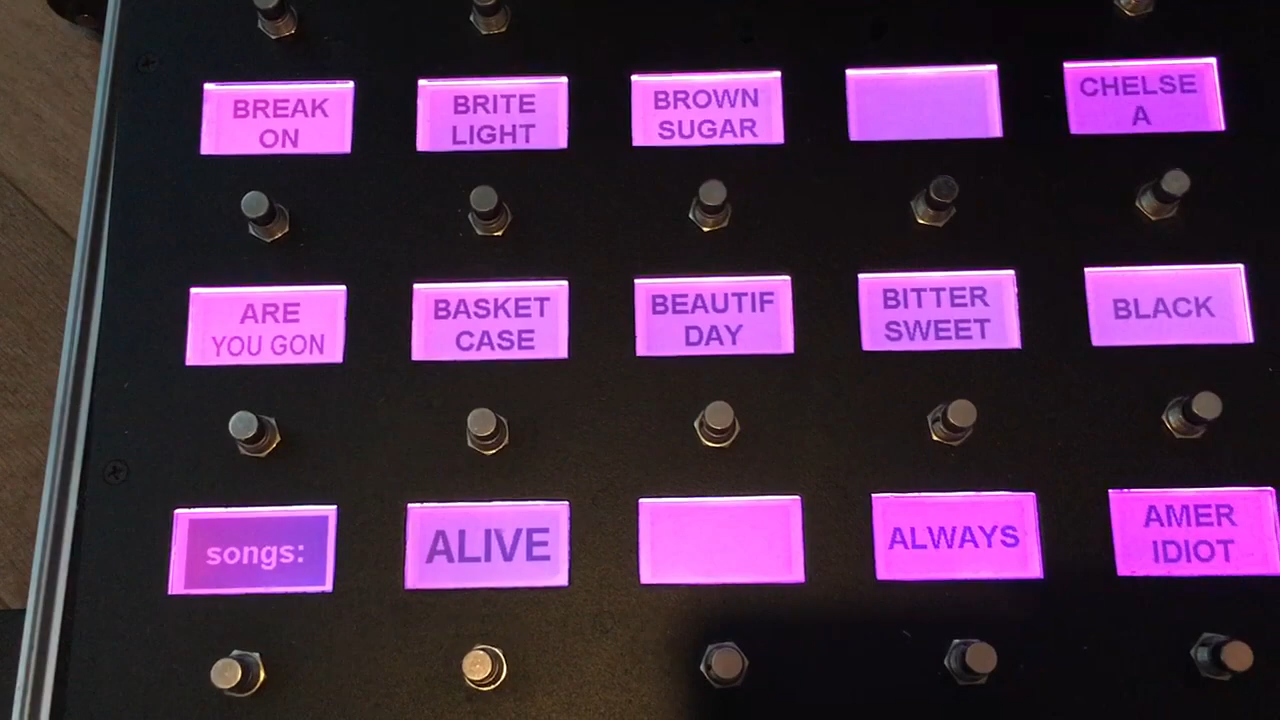 BREAK
ON
BRITE
LIGHT
BROWN
SUGAR
CHELSE
A
ARE
YOU GON
BASKET
CASE
BEAUTIF
DAY
BITTER
SWEET
BLACK
songs:
ALIVE
ALWAYS
AMER
IDIOT